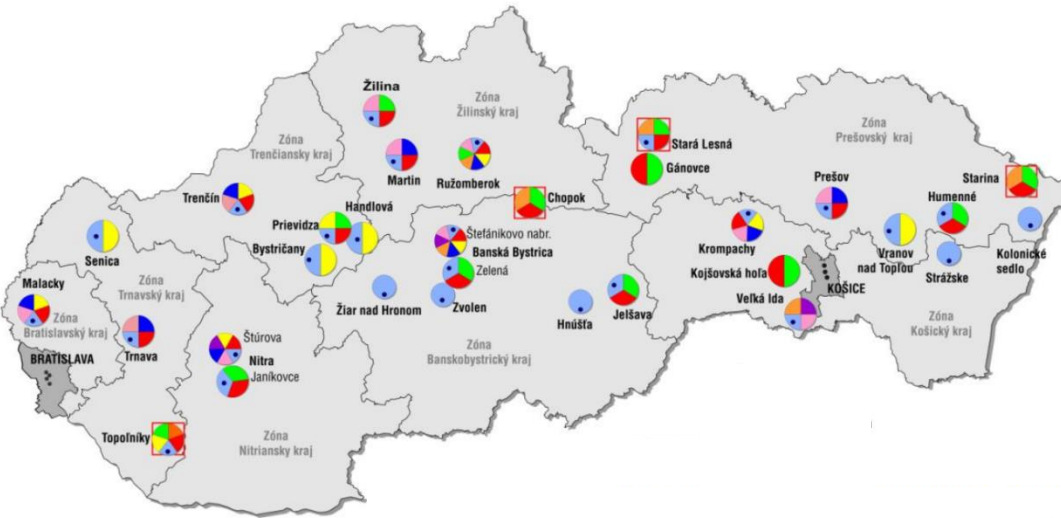 Žilina
Zóna
Žilinský kraj
Zóna
Trenčiansky kraj
Stará Lesná
Gánovce
Zóna
Prešovský kraj
Martin
Ružomberok
Trenčín
Handlová
Prievidza
Bystričany
Chopok
Prešov
Starina
Humenné
Senica
Štefánikovo nabr.
Banská Bystrica
Zelená
Krompachy
Vranov
nad Topľou
Kolonické
sedlo
Strážske
Malacky
Zóna
Trnavský kraj
Zóna
Bratislavský kraj
Žiar nad Hronom
Zvolen
Hnúšťa
Jelšava
Kojšovská hoľa
KOŠICE
Veľká Ida
Zóna
Košický kraj
BRATISLAVA
Trnava
Štúrova
Nitra
Janíkovce
Zóna
Banskobystrický kraj
Topoľníky
Zóna
Nitriansky kraj